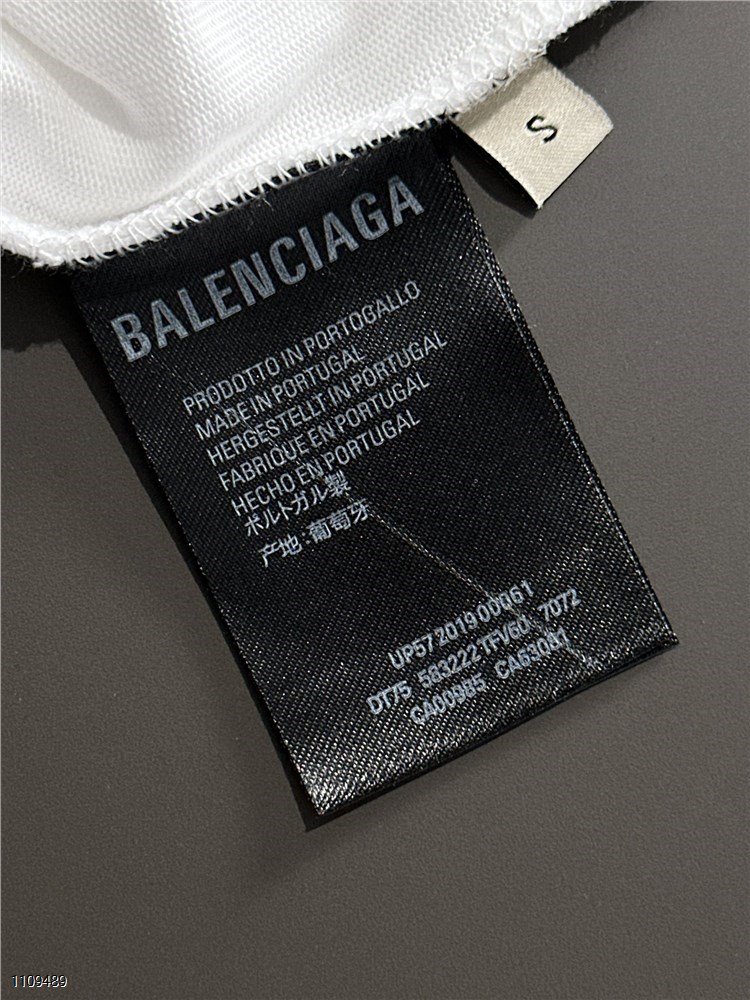 S
BALENCIAGA
PRODOTTO IN PORTOGALLO
MADE IN PORTUGAL
HERGESTELLT IN PORTUGAL
FABRIQUE EN PORTUGAL
HECHO EN PORTUGAL
ポルトガル製
产地:葡萄牙
UP57 2019 00061
DT75 583222 TFV60 7072
CA00985 CA63081
1109489